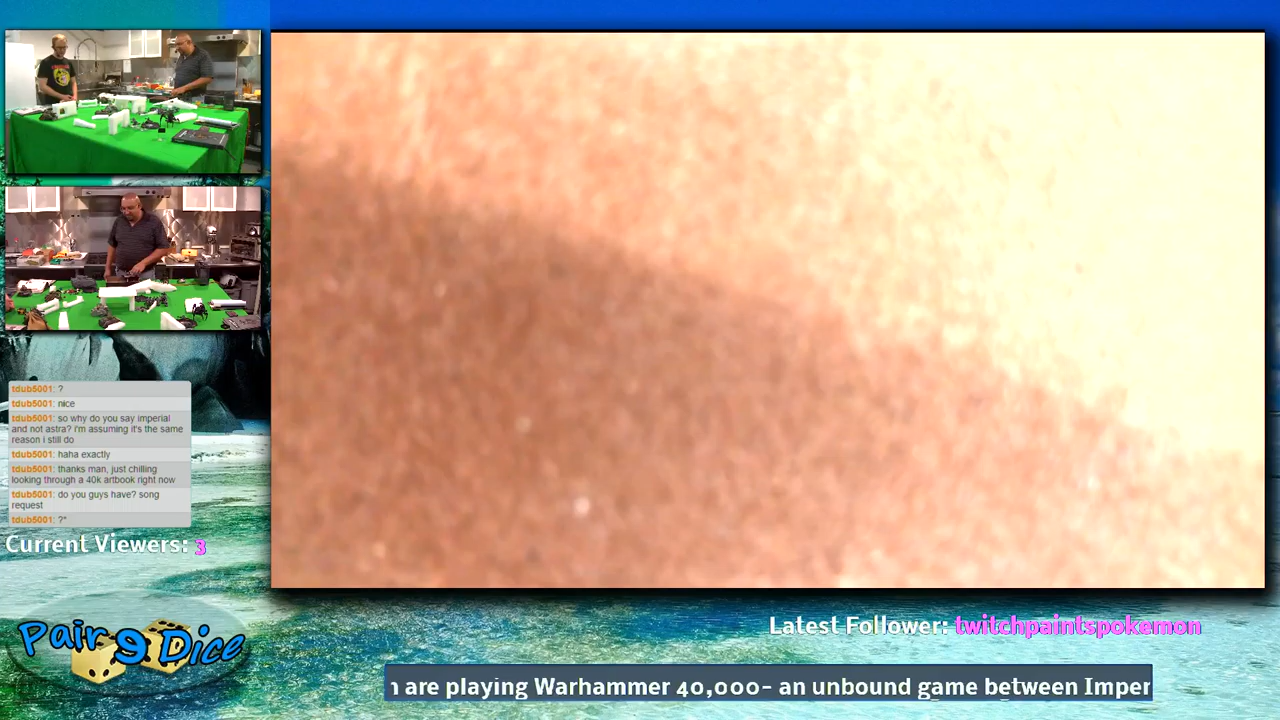 tdub5001: ?
tdub5001: nice
tdub5001: so why do you say imperial
and not astra? i'm assuming it's the same
reason i still do
tdub5001: haha exactly
tdub5001: thanks man, just chilling
looking through a 40k artbook right now
tdub5001: do you guys have? song
request
tdub5001: ?*
Current Viewers: 3
Pair 9 Dice
Latest Follower: twitchpaintspokemon
are playing Warhammer 40,000- an unbound game between Imper